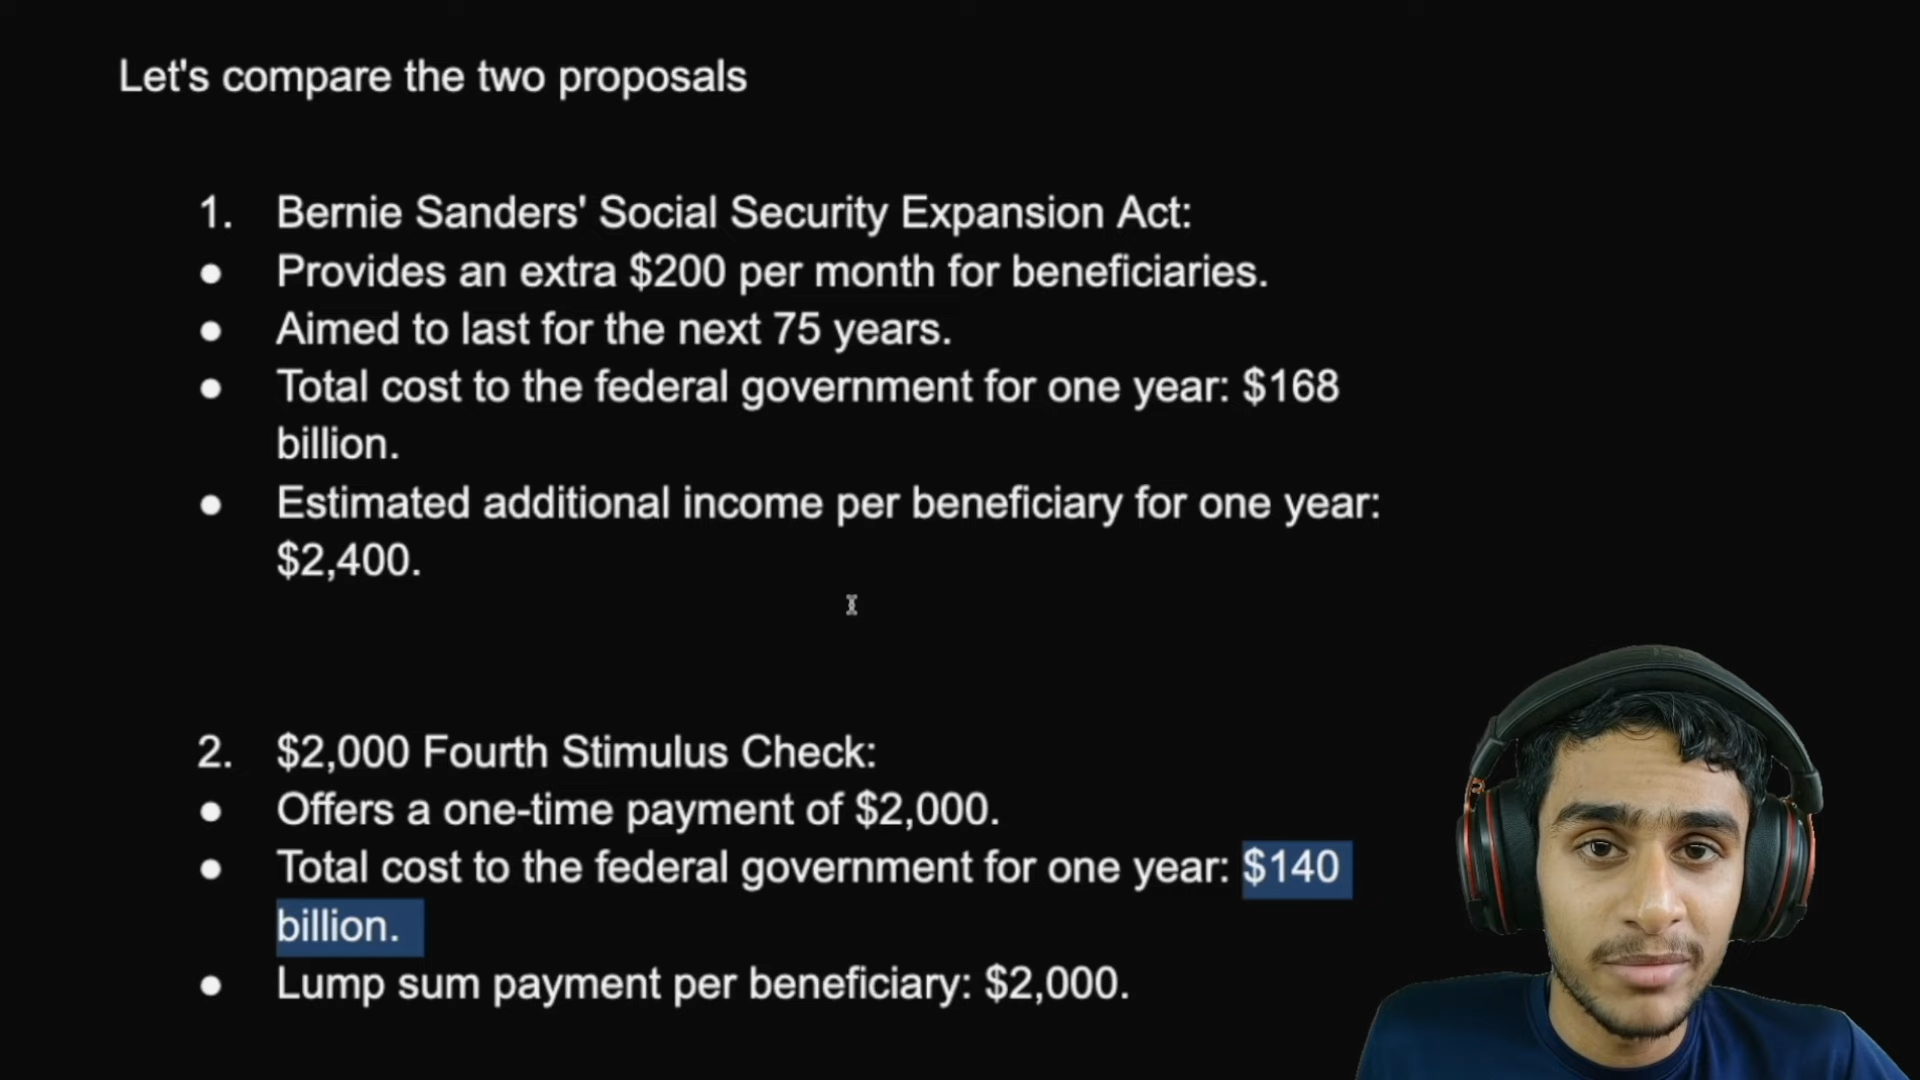 Let's compare the two proposals
1. Bernie Sanders' Social Security Expansion Act:
● Provides an extra $200 per month for beneficiaries.
● Aimed to last for the next 75 years.
● Total cost to the federal government for one year: $168
billion.
● Estimated additional income per beneficiary for one year:
$2,400.
2. $2,000 Fourth Stimulus Check:
● Offers a one-time payment of $2,000.
● Total cost to the federal government for one year: $140
billion.
● Lump sum payment per beneficiary: $2,000.